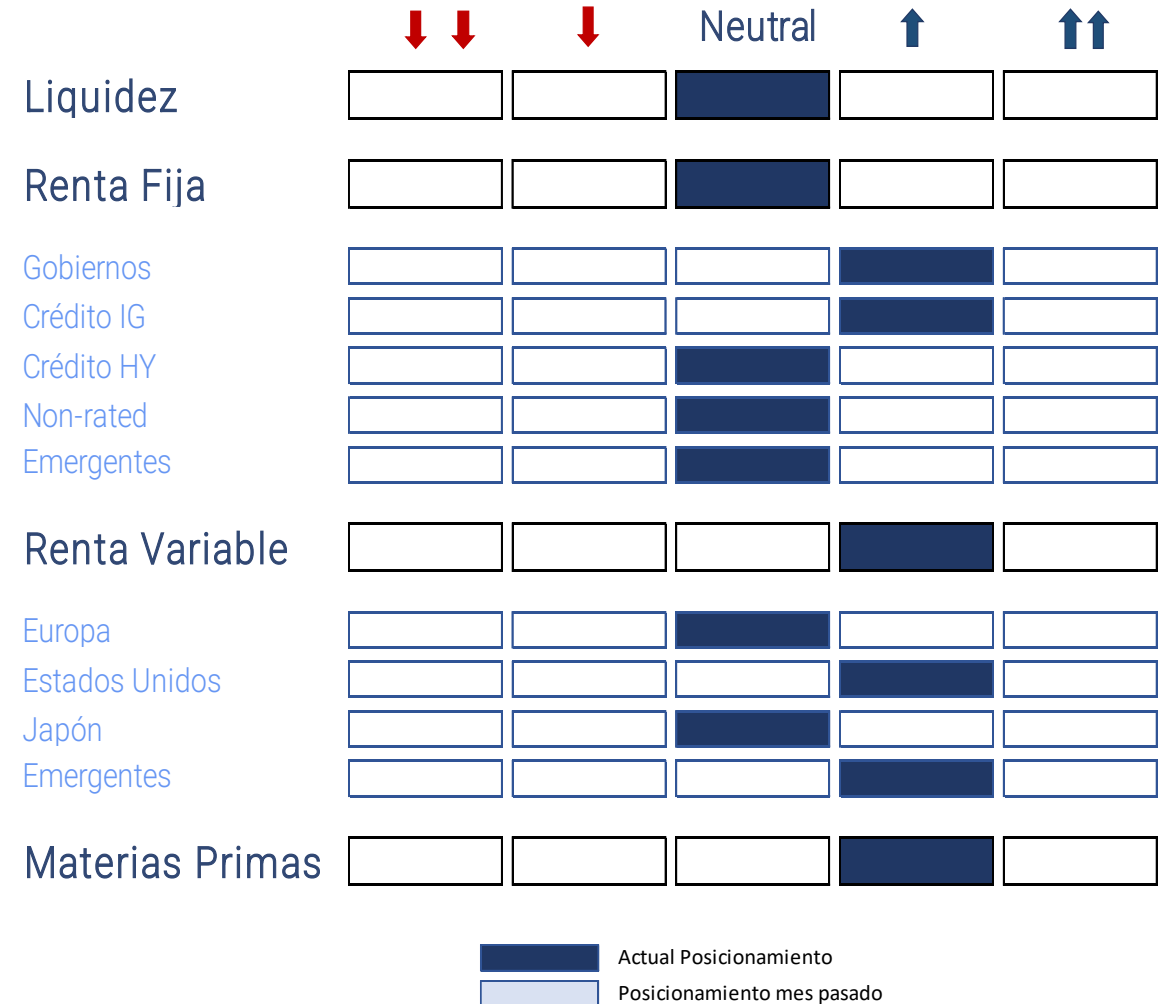 Neutral
Liquidez
Renta Fija
Gobiernos
Crédito IG
Crédito HY
Non-rated
Emergentes
Renta Variable
Europa
Estados Unidos
Japón
Emergentes
Materias Primas
Actual Posicionamiento
Posicionamiento mes pasado